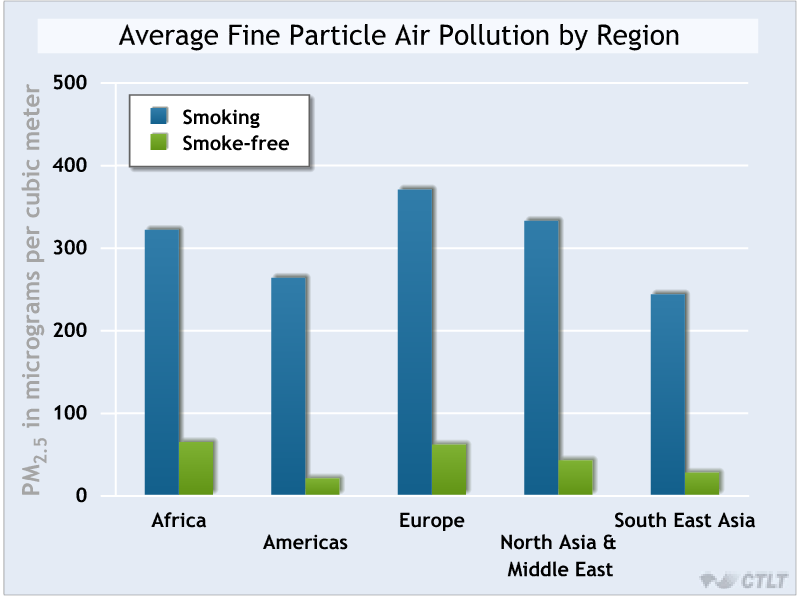 Average Fine Particle Air Pollution by Region
PM2.5 in micrograms per cubic meter
500
400
300
200
100
0
Smoking
Smoke-free
Africa
Americas
Europe
North Asia &
Middle East
South East Asia
CTLT